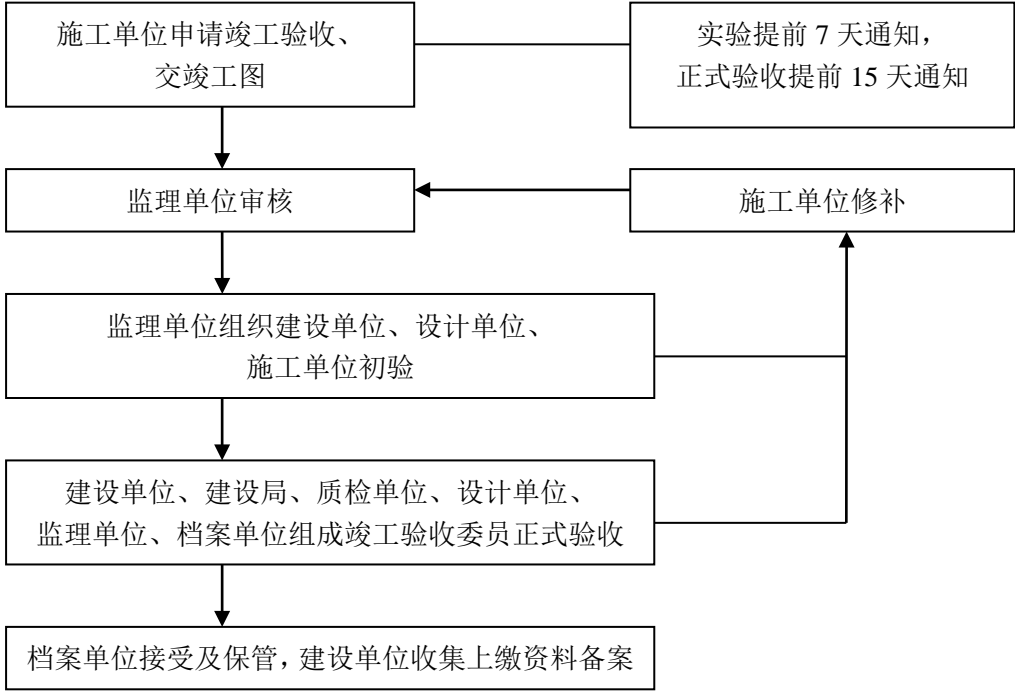 施工单位申请竣工验收、
交竣工图
实验提前 7 天通知，
正式验收提前 15 天通知
监理单位审核
施工单位修补
监理单位组织建设单位、设计单位、
施工单位初验
建设单位、建设局、质检单位、设计单位、
监理单位、档案单位组成竣工验收委员正式验收
档案单位接受及保管，建设单位收集上缴资料备案